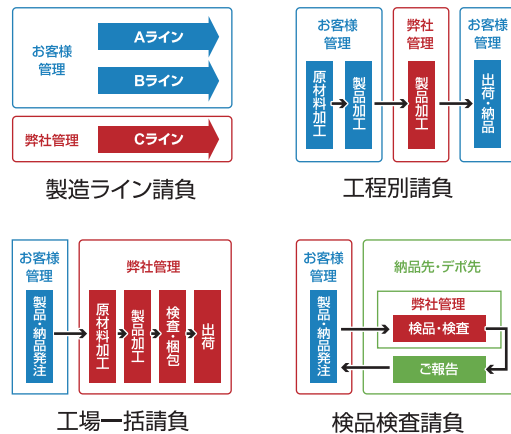 お客様
管理
Aライン
Bライン
弊社管理
Cライン
製造ライン請負
お客様
管理
原材料加工
製品加工
弊社
管理
製品加工
お客様
管理
出荷・納品
工程別請負
お客様
管理
製品・納品発注
弊社管理
原材料加工
製品加工
検査・梱包
出荷
工場一括請負
お客様
管理
製品・納品発注
納品先・デポ先
弊社管理
検品・検査
ご報告
検品検査請負